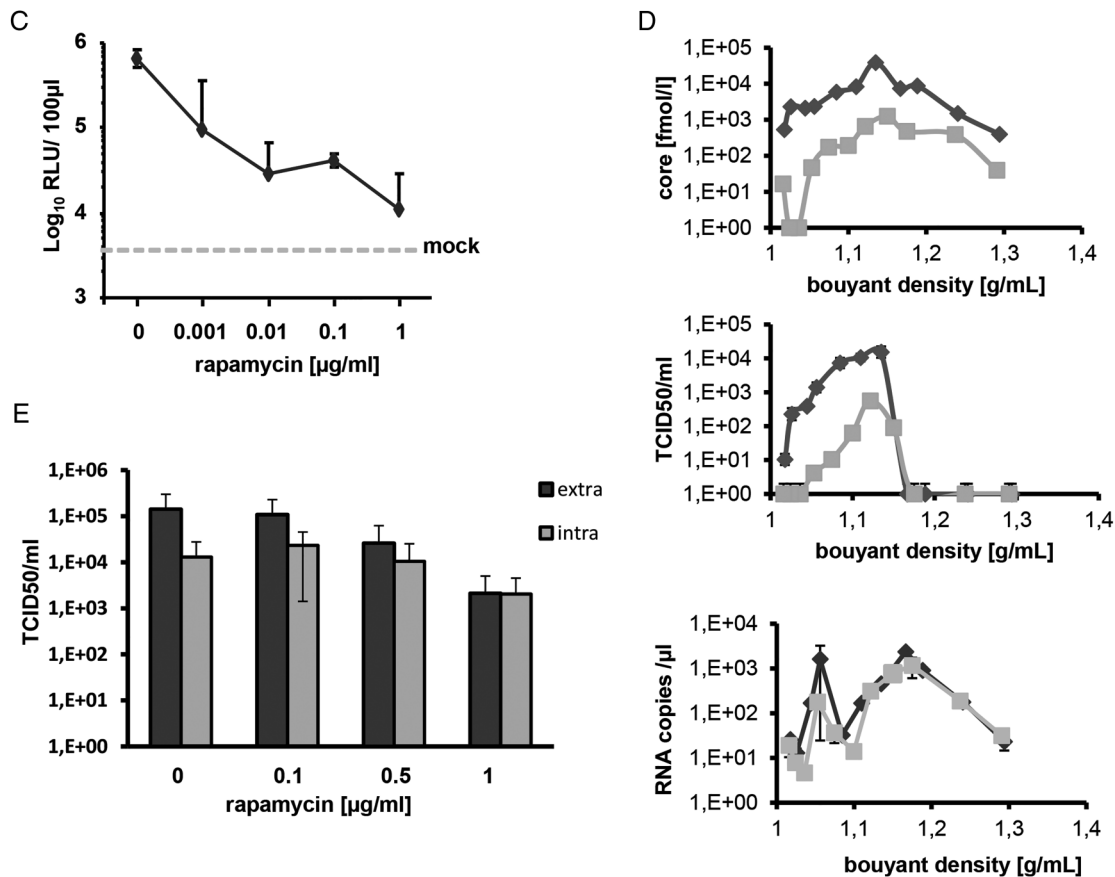 C
6
5
4
3
Log10 RLU/ 100µl
mock
0 0.001 0.01 0.1 1
rapamycin [µg/ml]
D
1,E+05
1,E+04
1,E+03
1,E+02
1,E+01
1,E+00
core [fmol/l]
1 1,1 1,2 1,3 1,4
bouyant density [g/mL]
1,E+05
1,E+04
1,E+03
1,E+02
1,E+01
1,E+00
TCID50/ml
1 1,1 1,2 1,3 1,4
bouyant density [g/mL]
1,E+04
1,E+03
1,E+02
1,E+01
1,E+00
RNA copies /µl
1 1,1 1,2 1,3 1,4
bouyant density [g/mL]
E
1,E+06
1,E+05
1,E+04
1,E+03
1,E+02
1,E+01
1,E+00
TCID50/ml
extra
intra
0 0.1 0.5 1
rapamycin [µg/ml]